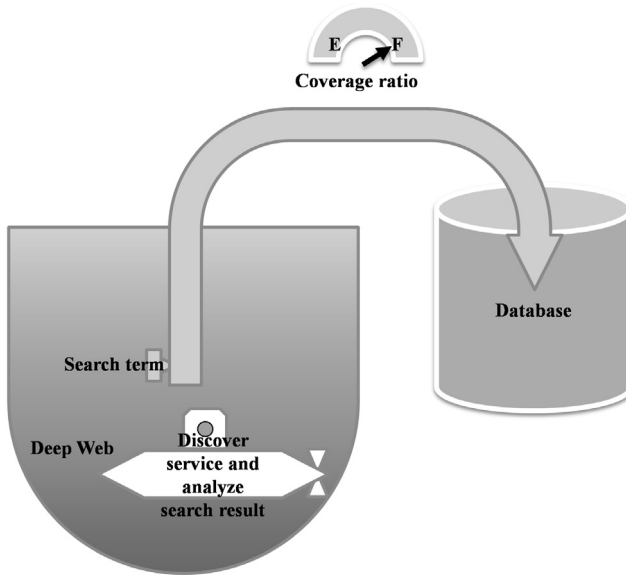 E F
Coverage ratio
Database
Search term
Deep Web
Discover
service and
analyze
search result